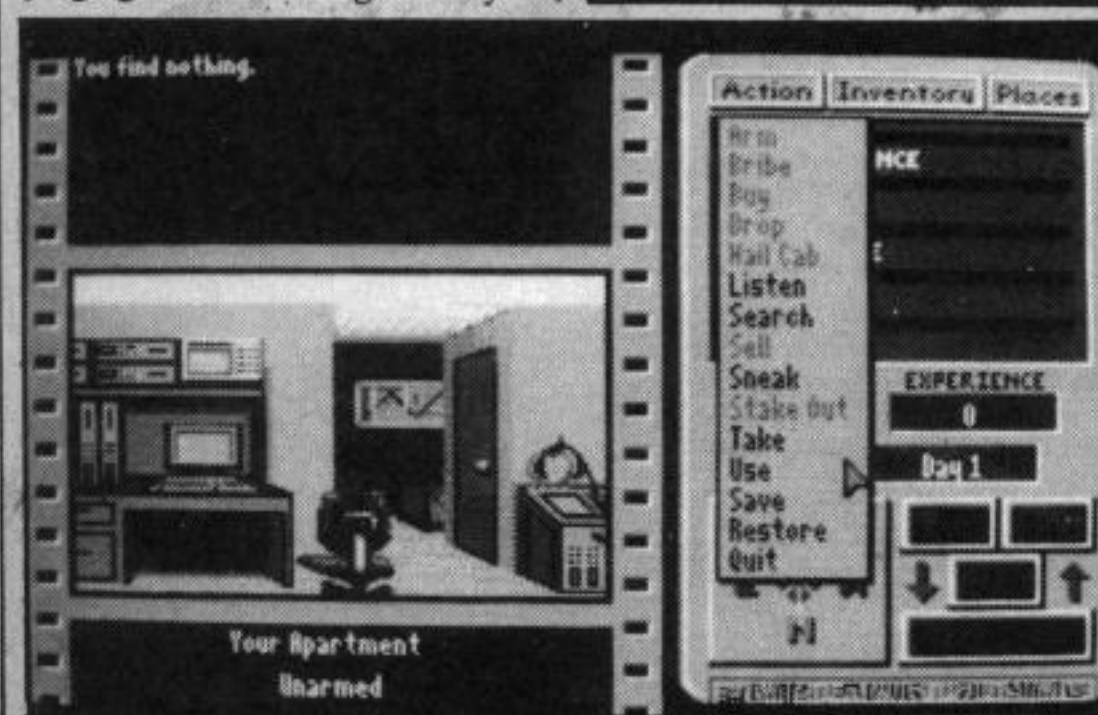 You find nothing.
Action Inventory Places
Arm
Bribe
Buy
Drop
Hail Cab
Listen
Search
Sell
Sneak
Stake Out
Take
Use
Save
Restore
Quit
NCE
E
EXPERIENCE
0
Day 1
N
Your Apartment
Unarmed